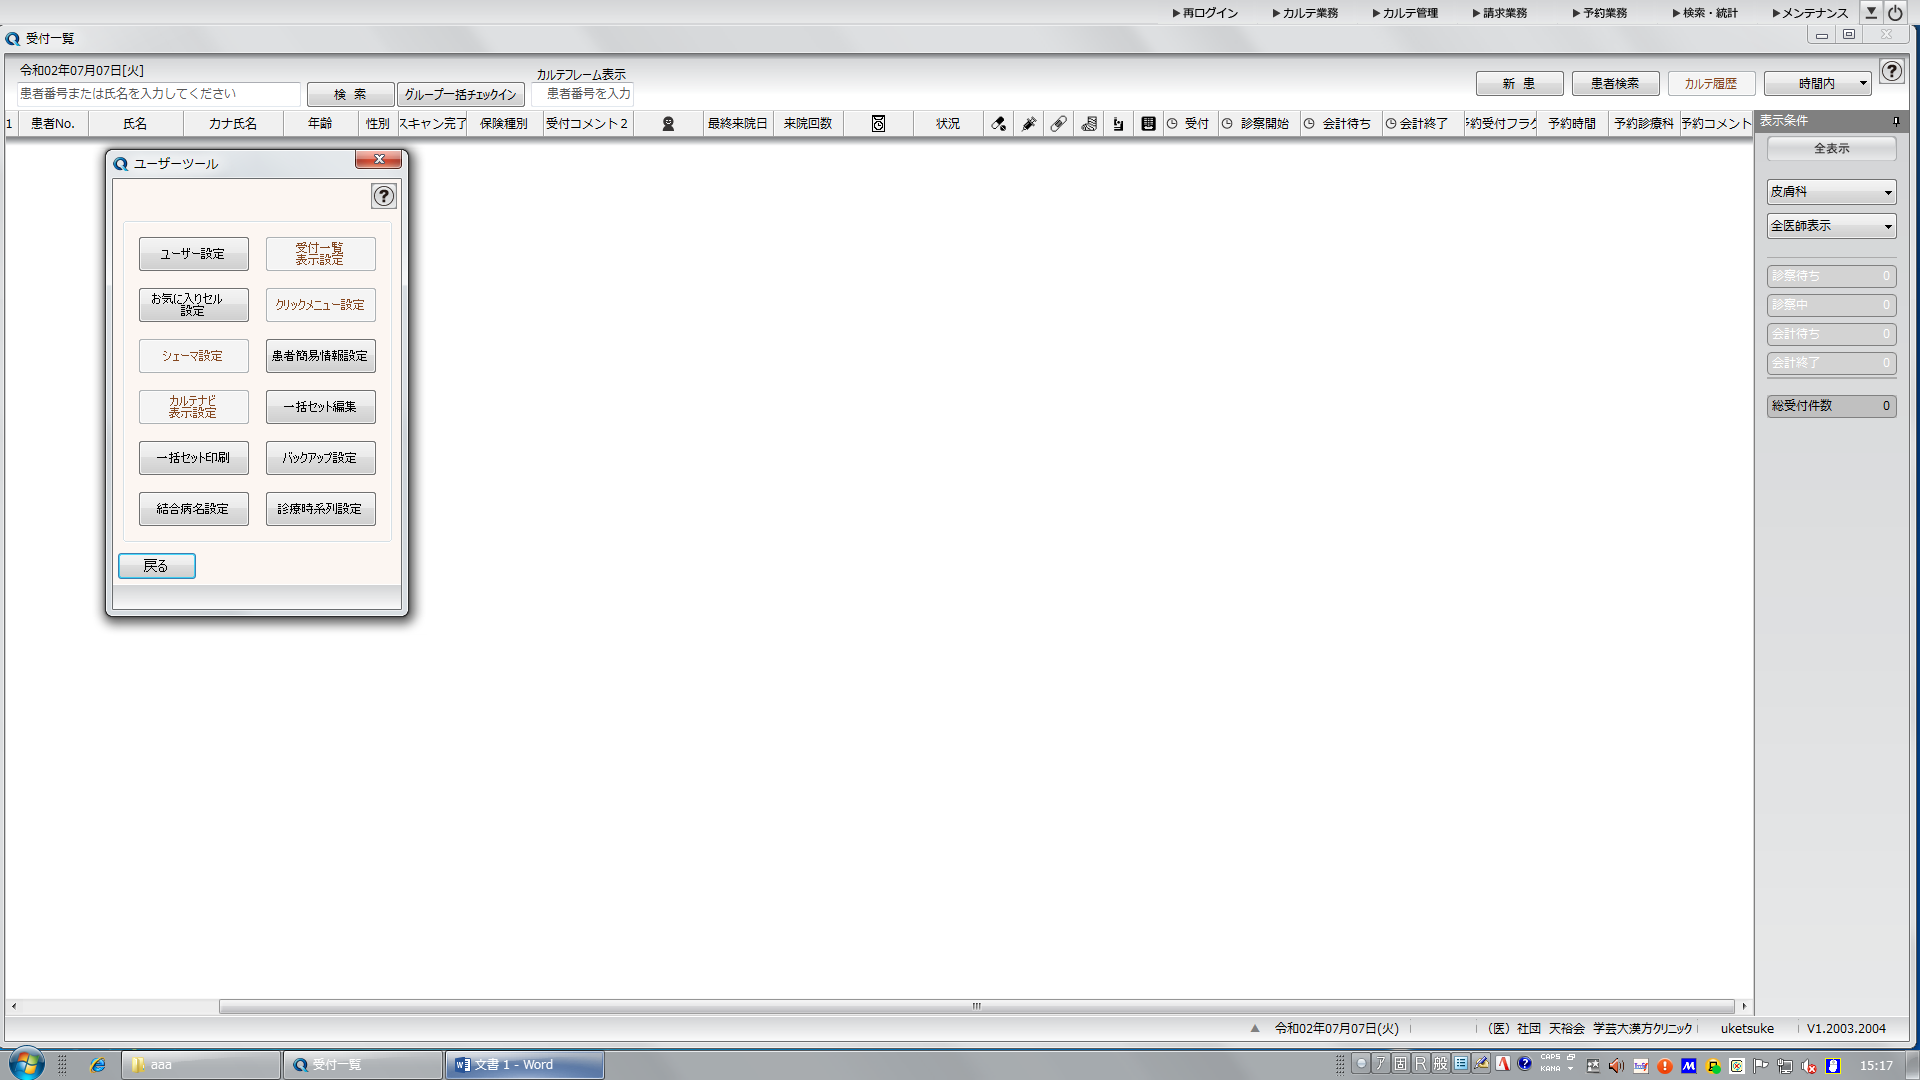 ▶再ログイン ▶カルテ業務 ▶カルテ管理 ▶請求業務 ▶予約業務 ▶検索・統計 ▶メンテナンス
受付一覧
令和02年07月07日[火]
カルテフレーム表示
患者番号または氏名を入力してください 検 索 グループ一括チェックイン 患者番号を入力
新 患 患者検索 カルテ履歴 時間内 ?
1 患者No. 氏名 カナ氏名 年齢 性別 スキャン完了 保険種別 受付コメント2 最終来院日 来院回数 状況 受付 診察開始 会計待ち 会計終了 予約受付フラグ 予約時間 予約診療科 予約コメント
表示条件
全表示
皮膚科
全医師表示
診察待ち 0
診察中 0
会計待ち 0
会計終了 0
総受付件数 0
ユーザーツール
?
ユーザー設定
受付一覧
表示設定
お気に入りセル
設定
クリックメニュー設定
シェーマ設定
患者簡易情報設定
カルテナビ
表示設定
一括セット編集
一括セット印刷
バックアップ設定
結合病名設定
診療時系列設定
戻る
令和02年07月07日(火) （医）社団 天裕会 学芸大漢方クリニック uketsuke V1.2003.2004
aaa 受付一覧 文書 1 - Word
ア 固 R 般 CAPS KANA 15:17